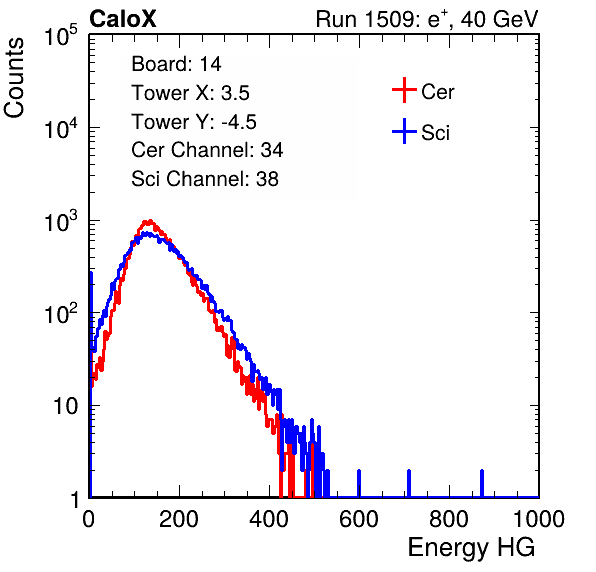 CaloX Run 1509: e⁺, 40 GeV
Counts
Board: 14
Tower X: 3.5
Tower Y: -4.5
Cer Channel: 34
Sci Channel: 38
Cer
Sci
10⁵
10⁴
10³
10²
10
1
0 200 400 600 800 1000
Energy HG